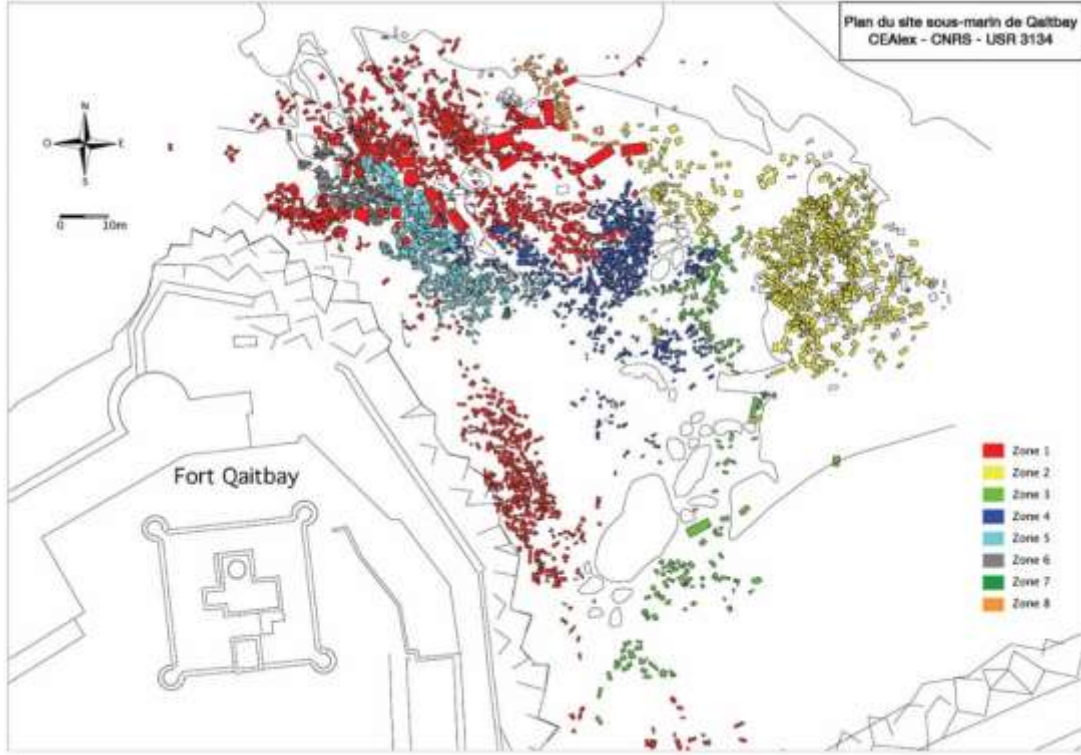 Plan du site sous-marin de Qaitbay
CEAlex - CNRS - USR 3134
N
O
E
S
0 10m
Fort Qaitbay
Zone 1
Zone 2
Zone 3
Zone 4
Zone 5
Zone 6
Zone 7
Zone 8